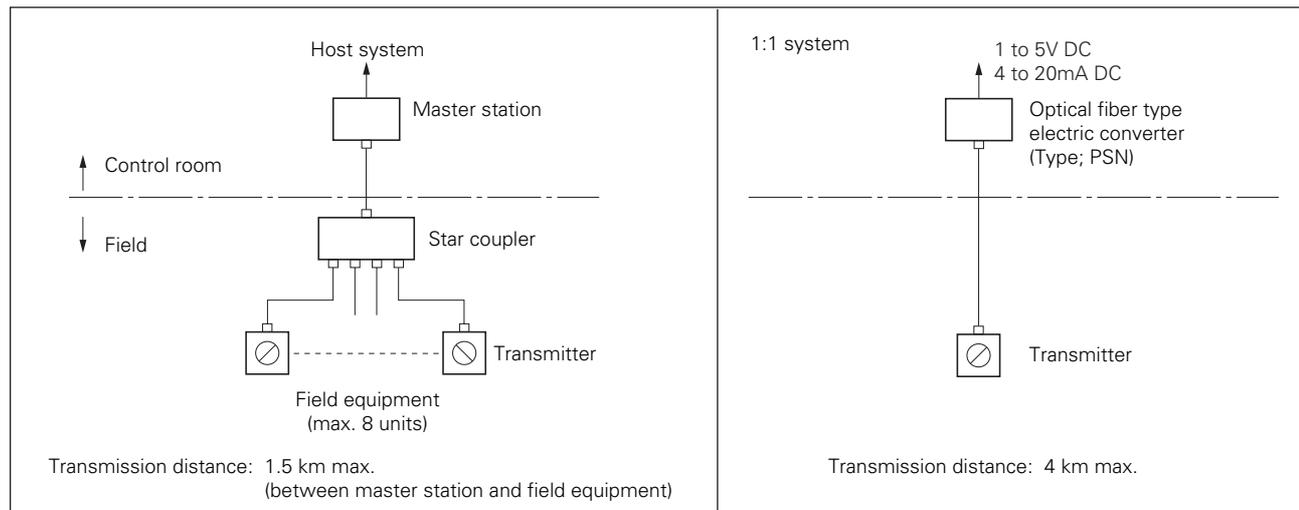 Host system
Master station
Control room
Star coupler
Field
Transmitter
Field equipment
(max. 8 units)
Transmission distance: 1.5 km max.
(between master station and field equipment)
1:1 system
1 to 5V DC
4 to 20mA DC
Optical fiber type
electric converter
(Type; PSN)
Transmitter
Transmission distance: 4 km max.